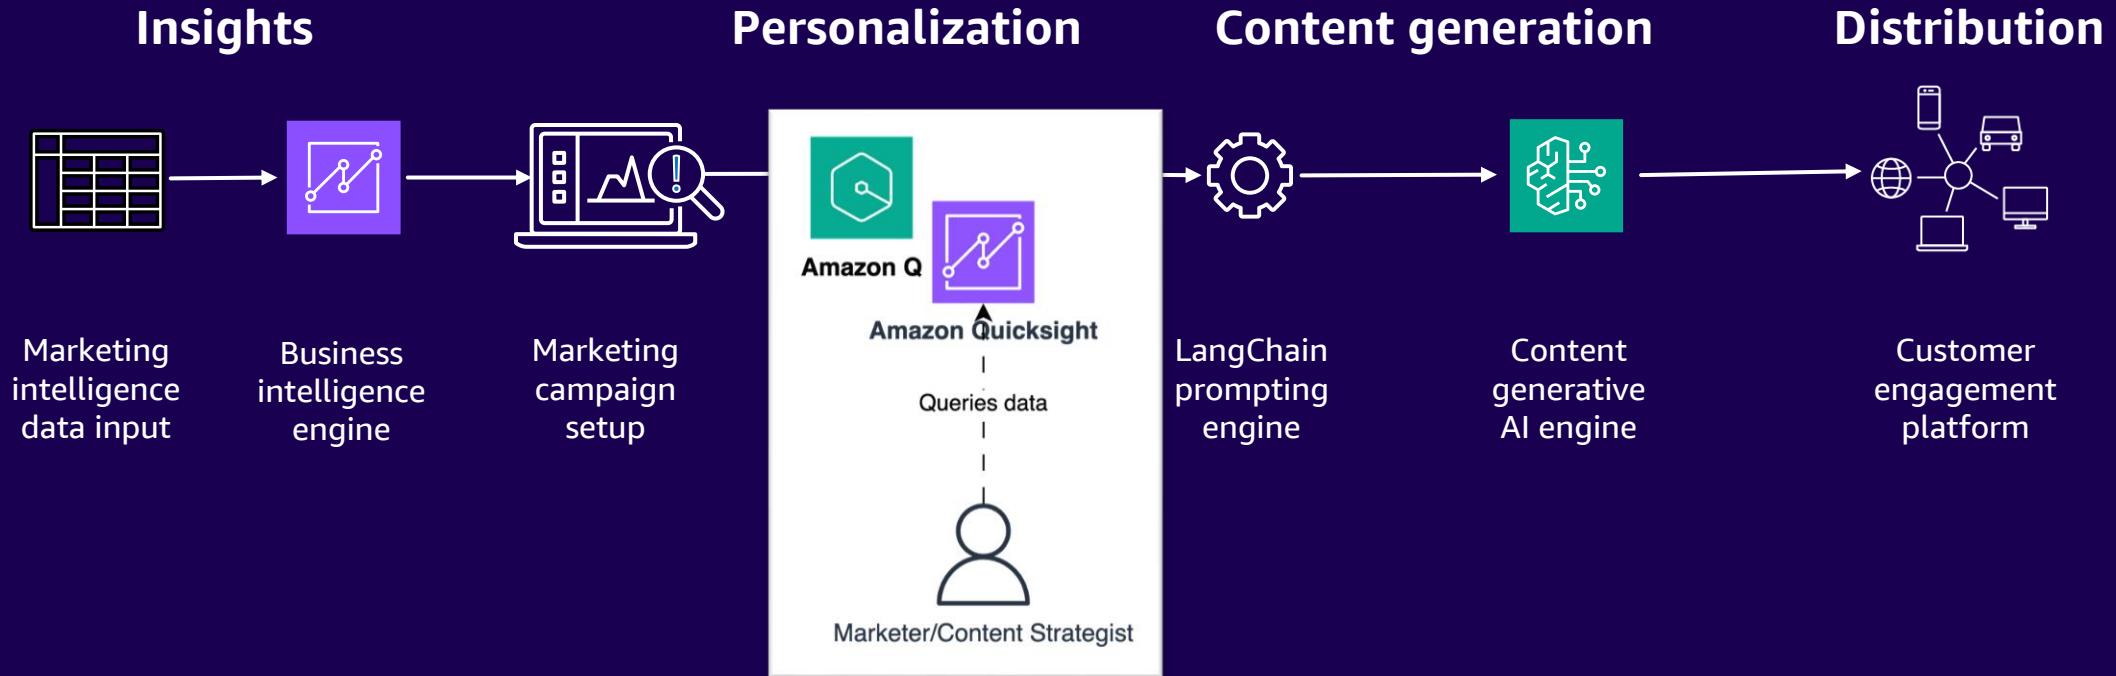 Insights
Personalization
Content generation
Distribution
Amazon Q
Amazon Quicksight
Queries data
Marketer/Content Strategist
Marketing
intelligence
data input
Business
intelligence
engine
Marketing
campaign
setup
LangChain
prompting
engine
Content
generative
AI engine
Customer
engagement
platform